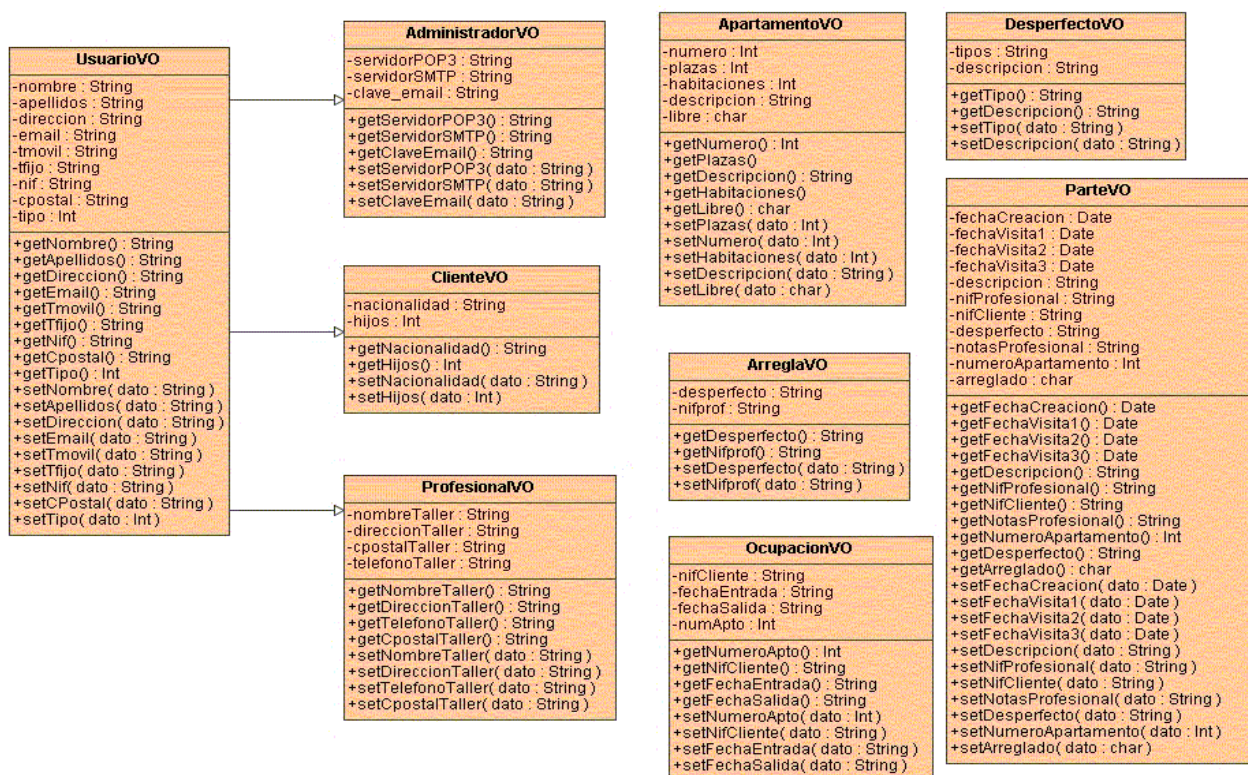 UsuarioVO
-nombre : String
-apellidos : String
-direccion : String
-email : String
-tmovil : String
-tfijo : String
-nif : String
-cpostal : String
-tipo : Int
+getNombre() : String
+getApellidos() : String
+getDireccion() : String
+getEmail() : String
+getTmovil() : String
+getTfijo() : String
+getNif() : String
+getCpostal() : String
+getTipo() : Int
+setNombre( dato : String )
+setApellidos( dato : String )
+setDireccion( dato : String )
+setEmail( dato : String )
+setTmovil( dato : String )
+setTfijo( dato : String )
+setNif( dato : String )
+setCPostal( dato : String )
+setTipo( dato : Int )
AdministradorVO
-servidorPOP3 : String
-servidorSMTP : String
-clave_email : String
+getServidorPOP3() : String
+getServidorSMTP() : String
+getClaveEmail() : String
+setServidorPOP3( dato : String )
+setServidorSMTP( dato : String )
+setClaveEmail( dato : String )
ClienteVO
-nacionalidad : String
-hijos : Int
+getNacionalidad() : String
+getHijos() : Int
+setNacionalidad( dato : String )
+setHijos( dato : Int )
ProfesionalVO
-nombreTaller : String
-direccionTaller : String
-cpostalTaller : String
-telefonoTaller : String
+getNombreTaller() : String
+getDireccionTaller() : String
+getTelefonoTaller() : String
+getCpostalTaller() : String
+setNombreTaller( dato : String )
+setDireccionTaller( dato : String )
+setTelefonoTaller( dato : String )
+setCpostalTaller( dato : String )
ApartamentoVO
-numero : Int
-plazas : Int
-habitaciones : Int
-descripcion : String
-libre : char
+getNumero() : Int
+getPlazas()
+getDescripcion() : String
+getHabitaciones()
+getLibre() : char
+setPlazas( dato : Int )
+setNumero( dato : Int )
+setHabitaciones( dato : Int )
+setDescripcion( dato : String )
+setLibre( dato : char )
ArreglaVO
-desperfecto : String
-nifprof : String
+getDesperfecto() : String
+getNifprof() : String
+setDesperfecto( dato : String )
+setNifprof( dato : String )
OcupacionVO
-nifCliente : String
-fechaEntrada : String
-fechaSalida : String
-numApto : Int
+getNumeroApto() : Int
+getNifCliente() : String
+getFechaEntrada() : String
+getFechaSalida() : String
+setNumeroApto( dato : Int )
+setNifCliente( dato : String )
+setFechaEntrada( dato : String )
+setFechaSalida( dato : String )
DesperfectoVO
-tipos : String
-descripcion : String
+getTipo() : String
+getDescripcion() : String
+setTipo( dato : String )
+setDescripcion( dato : String )
ParteVO
-fechaCreacion : Date
-fechaVisita1 : Date
-fechaVisita2 : Date
-fechaVisita3 : Date
-descripcion : String
-nifProfesional : String
-nifCliente : String
-desperfecto : String
-notasProfesional : String
-numeroApartamento : Int
-arreglado : char
+getFechaCreacion() : Date
+getFechaVisita1() : Date
+getFechaVisita2() : Date
+getFechaVisita3() : Date
+getDescripcion() : String
+getNifProfesional() : String
+getNifCliente() : String
+getNotasProfesional() : String
+getNumeroApartamento() : Int
+getDesperfecto() : String
+getArreglado() : char
+setFechaCreacion( dato : Date )
+setFechaVisita1( dato : Date )
+setFechaVisita2( dato : Date )
+setFechaVisita3( dato : Date )
+setDescripcion( dato : String )
+setNifProfesional( dato : String )
+setNifCliente( dato : String )
+setNotasProfesional( dato : String )
+setDesperfecto( dato : String )
+setNumeroApartamento( dato : Int )
+setArreglado( dato : char )